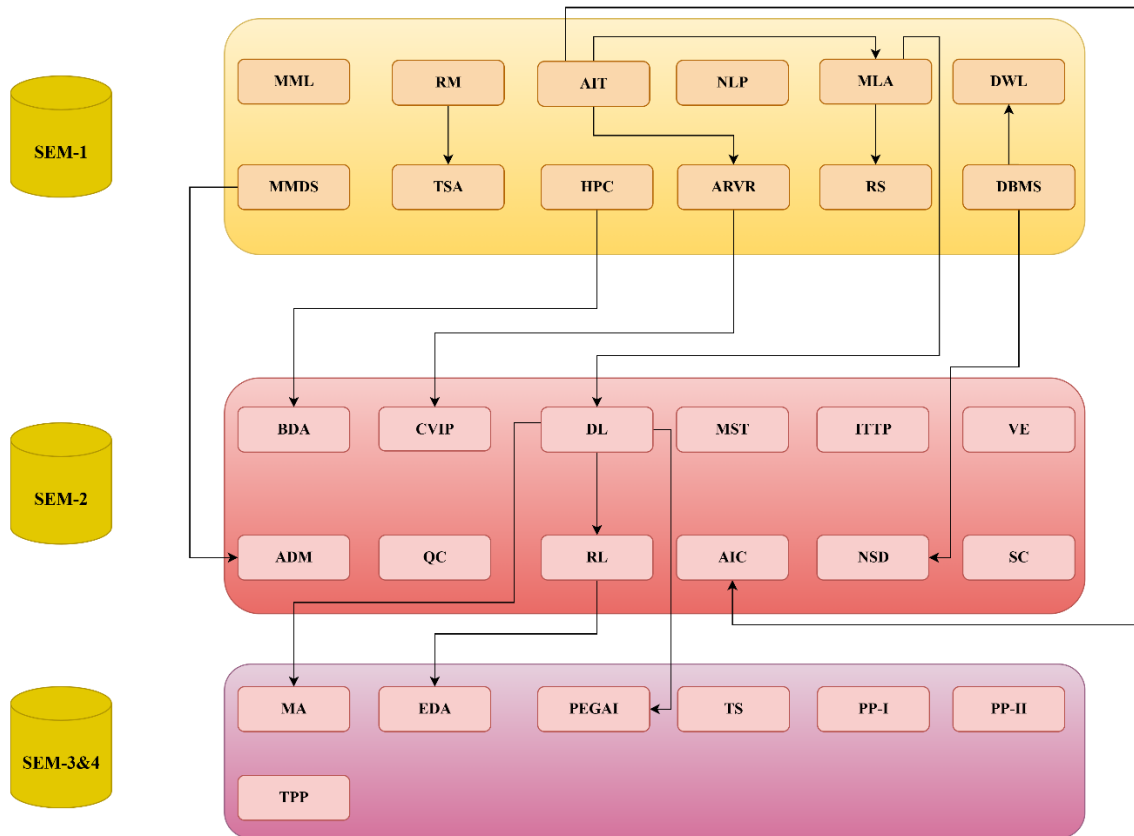 MML
RM
AIT
NLP
MLA
DWL
SEM-1
MMDS
TSA
HPC
ARVR
RS
DBMS
BDA
CVIP
DL
MST
ITTP
VE
SEM-2
ADM
QC
RL
AIC
NSD
SC
MA
EDA
PEGAI
TS
PP-I
PP-II
SEM-3&4
TPP